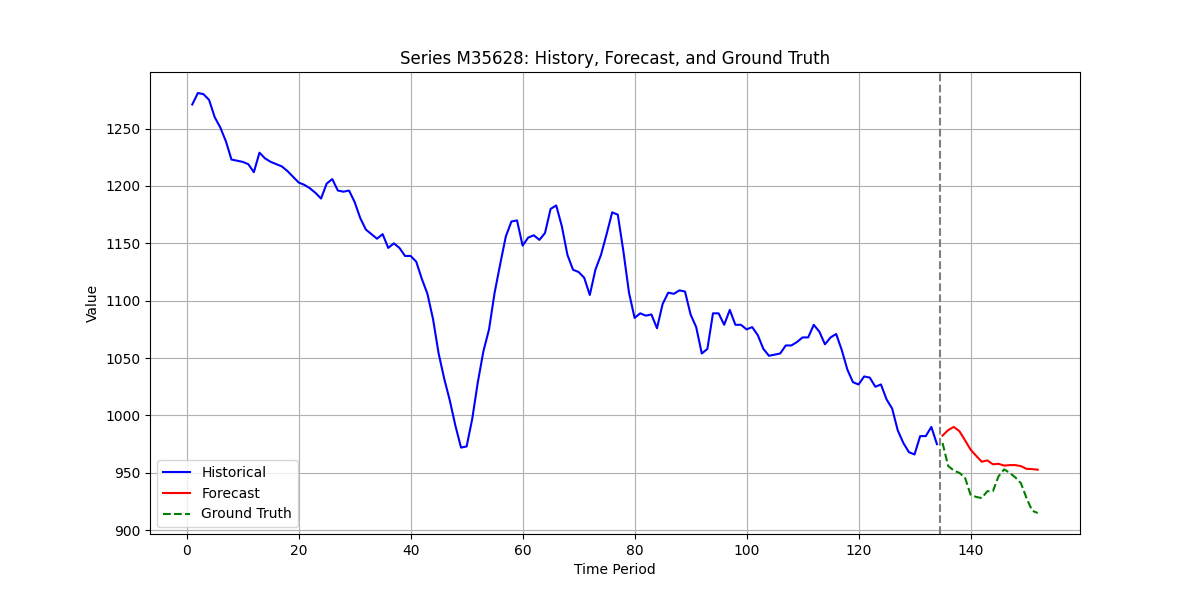 Series M35628: History, Forecast, and Ground Truth
Value
1250
1200
1150
1100
1050
1000
950
900
Historical
Forecast
Ground Truth
0 20 40 60 80 100 120 140
Time Period